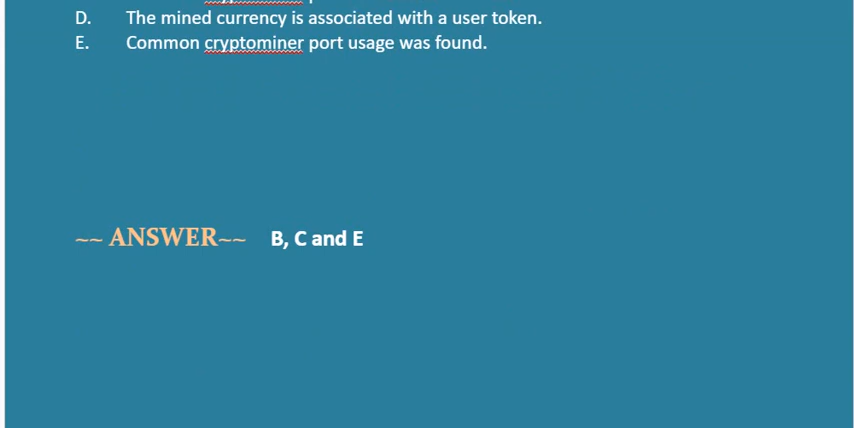 D. The mined currency is associated with a user token.
E. Common cryptominer port usage was found.
~~ ANSWER~~ B, C and E